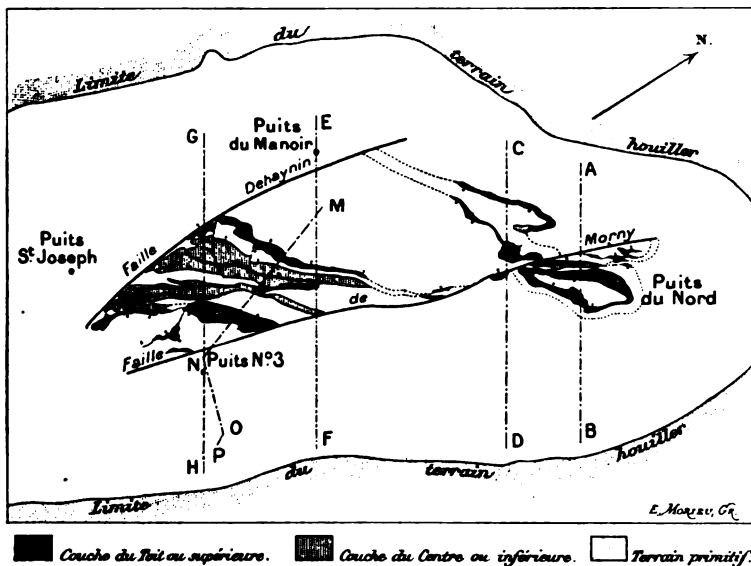 Limite du terrain houiller
N.
G
E
C
A
Puits
du Manoir
Faille Dehaynin
M
Puits
St Joseph
Faille de Morny
Puits
du Nord
N
Puits No3
O
P
H
F
D
B
Limite du terrain houiller
E. MORIEU, GR.
Couche du Toit ou supérieure.
Couche du Centre ou inférieure.
Terrain primitif.